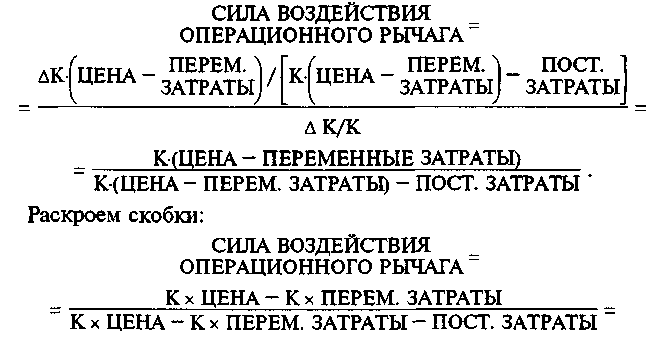 СИЛА ВОЗДЕЙСТВИЯ
ОПЕРАЦИОННОГО РЫЧАГА =
= ΔК·(ЦЕНА − ПЕРЕМ. ЗАТРАТЫ) / [К·(ЦЕНА − ПЕРЕМ. ЗАТРАТЫ) − ПОСТ. ЗАТРАТЫ] =
Δ К/К
= К·(ЦЕНА − ПЕРЕМЕННЫЕ ЗАТРАТЫ)
К·(ЦЕНА − ПЕРЕМ. ЗАТРАТЫ) − ПОСТ. ЗАТРАТЫ .
Раскроем скобки:
СИЛА ВОЗДЕЙСТВИЯ
ОПЕРАЦИОННОГО РЫЧАГА =
= К × ЦЕНА − К × ПЕРЕМ. ЗАТРАТЫ
К × ЦЕНА − К × ПЕРЕМ. ЗАТРАТЫ − ПОСТ. ЗАТРАТЫ =